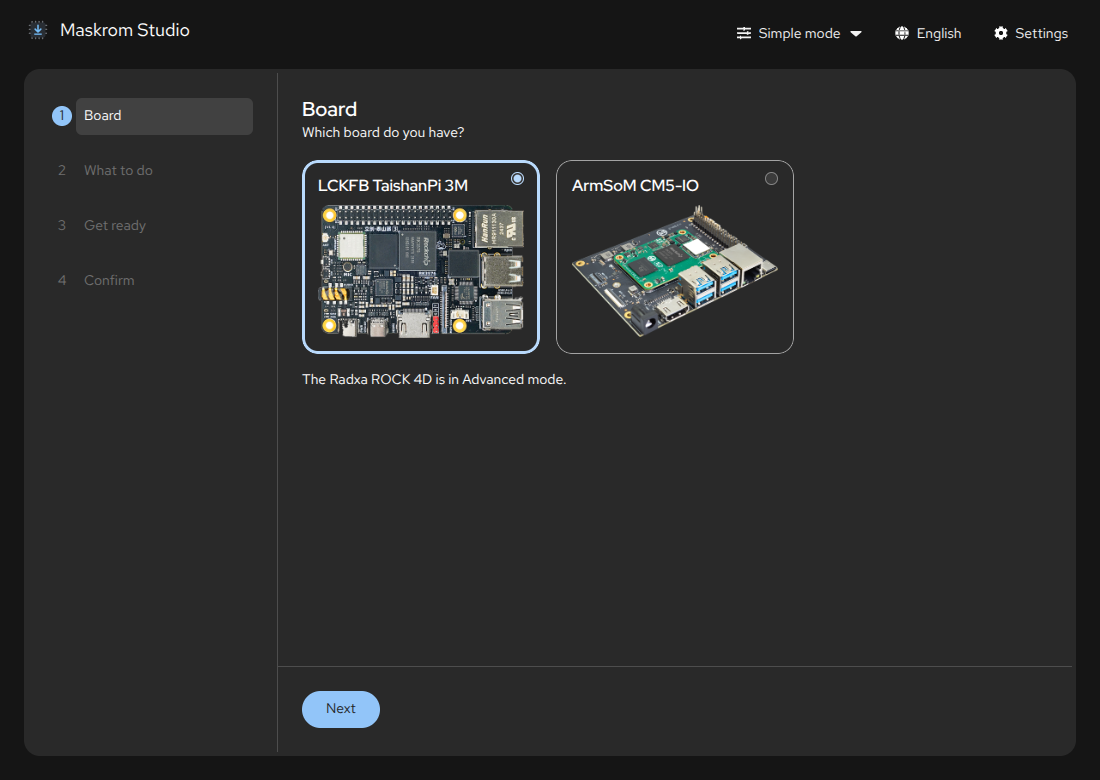 Maskrom Studio
Simple mode
English
Settings
1 Board
2 What to do
3 Get ready
4 Confirm
Board
Which board do you have?
LCKFB TaishanPi 3M
HanRun
Rockchip
ArmSoM CM5-IO
The Radxa ROCK 4D is in Advanced mode.
Next